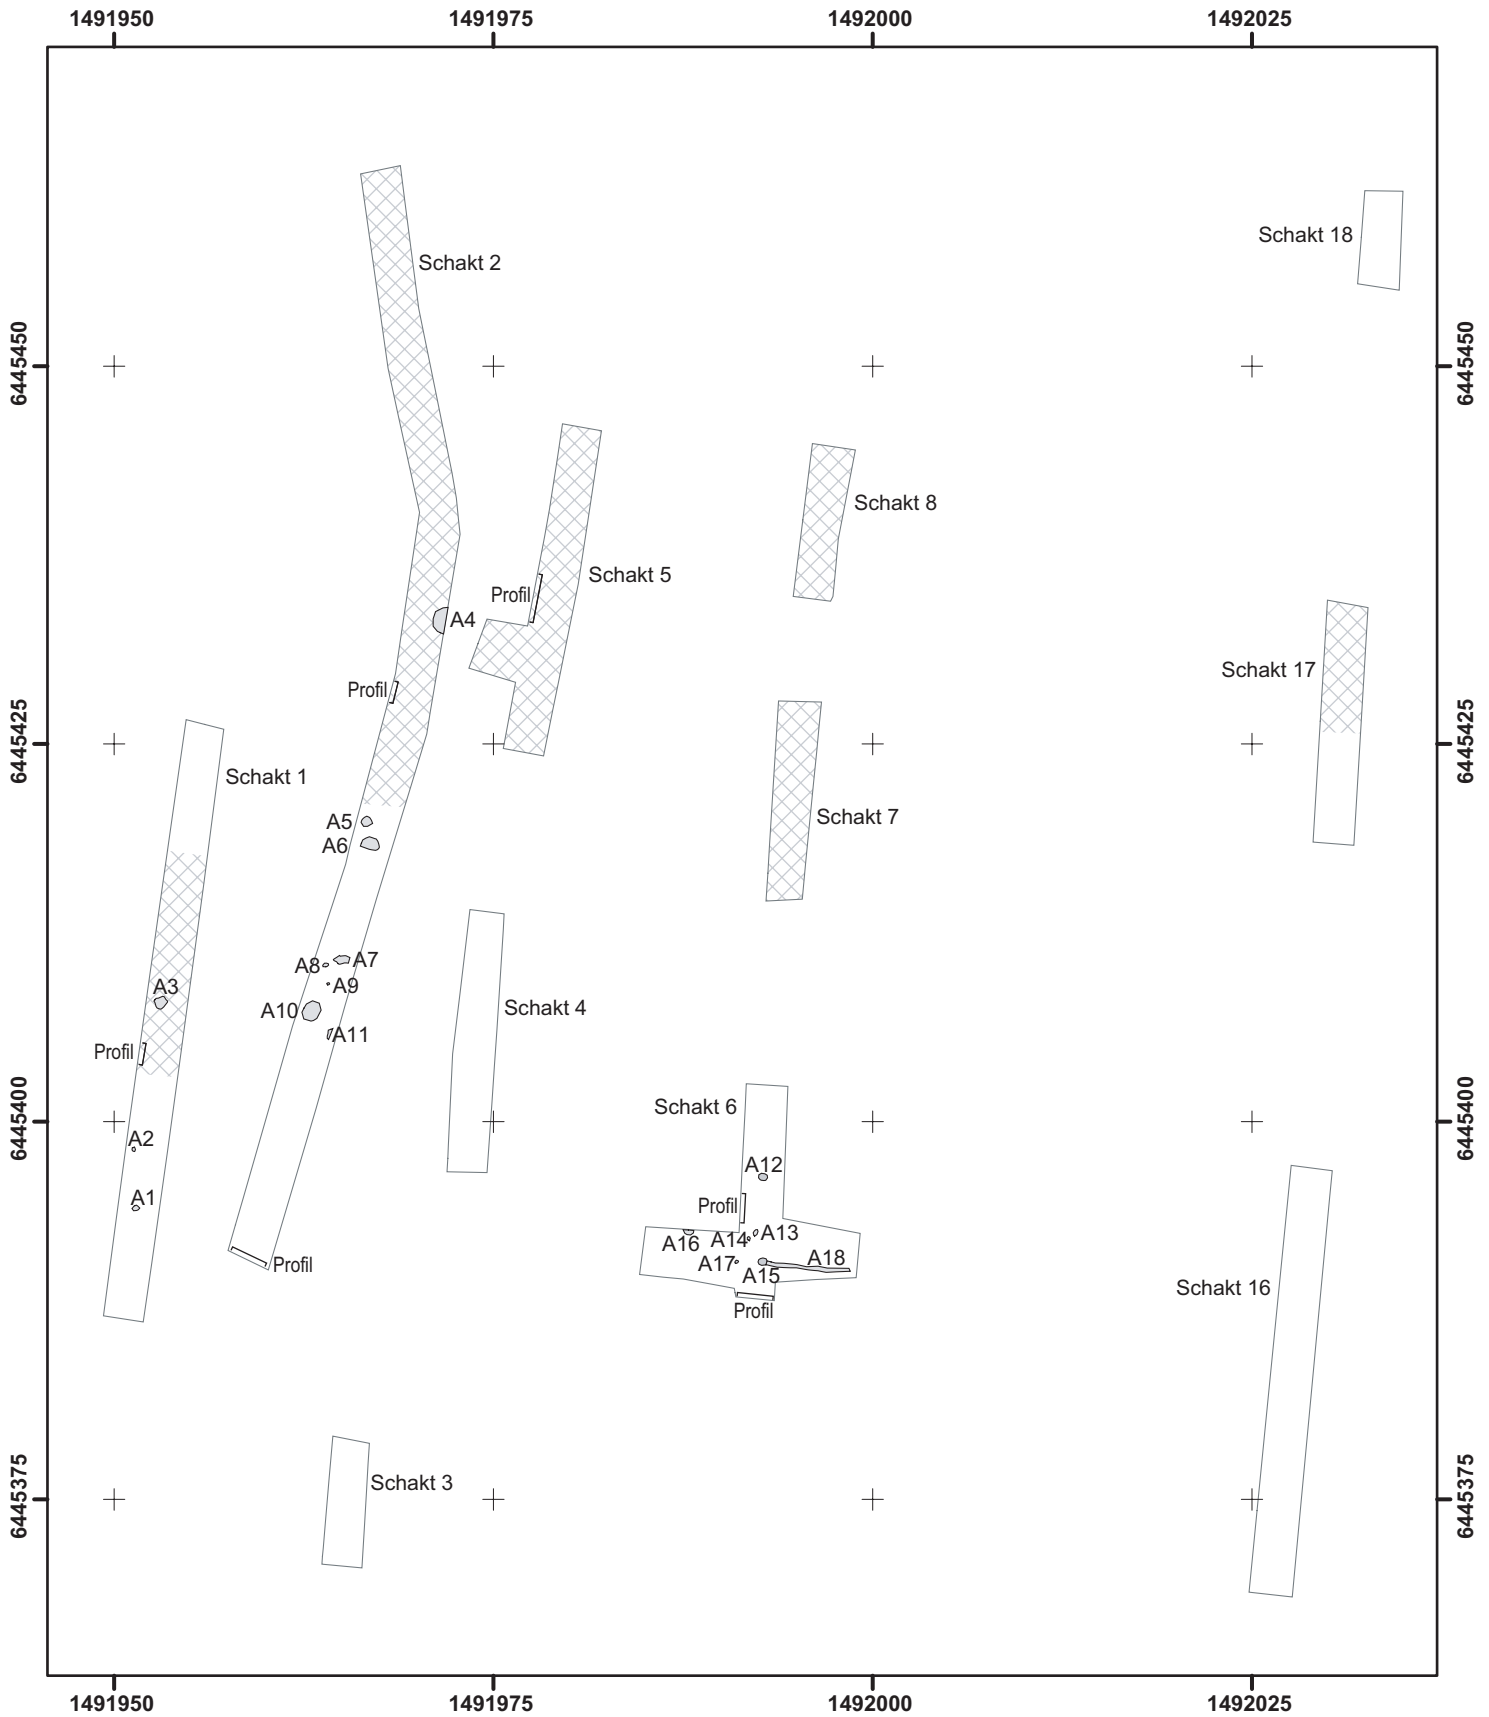 1491950 1491975 1492000 1492025
Schakt 18
Schakt 2
6445450 6445450
Schakt 8
Schakt 5
Profil
A4
Schakt 17
Profil
6445425 6445425
Schakt 1
Schakt 7
A5
A6
A7
A8
A9
A3
Schakt 4
A10
A11
Profil
Schakt 6
6445400 6445400
A2
A12
A1
Profil
A13
A14
A16
A18
Profil
A17
A15
Schakt 16
Profil
Schakt 3
6445375 6445375
1491950 1491975 1492000 1492025